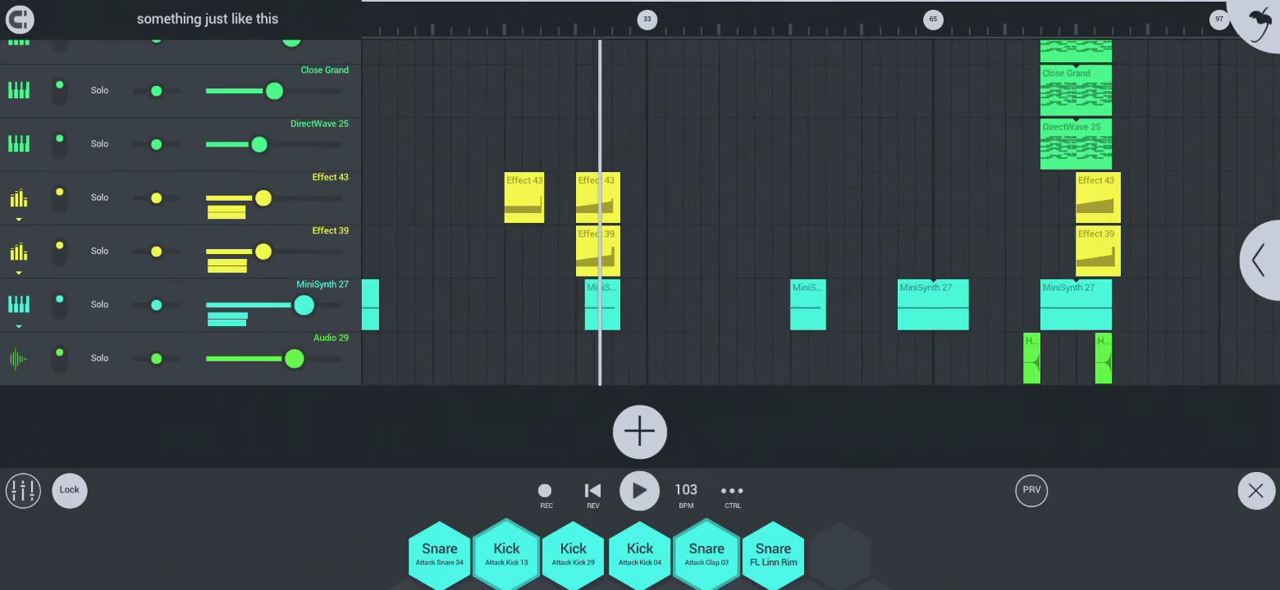 something just like this
33
65
97
Close Grand
Solo
Close Grand
DirectWave 25
Solo
DirectWave 25
Effect 43
Solo
Effect 43
Effect 43
Effect 43
Effect 39
Solo
Effect 39
Effect 39
MiniSynth 27
Solo
MiniS...
MiniS...
MiniSynth 27
MiniSynth 27
Audio 29
Solo
H...
H...
Lock
REC
REV
103
BPM
CTRL
PRV
Snare
Attack Snare 34
Kick
Attack Kick 13
Kick
Attack Kick 29
Kick
Attack Kick 04
Snare
Attack Clap 03
Snare
FL Linn Rim